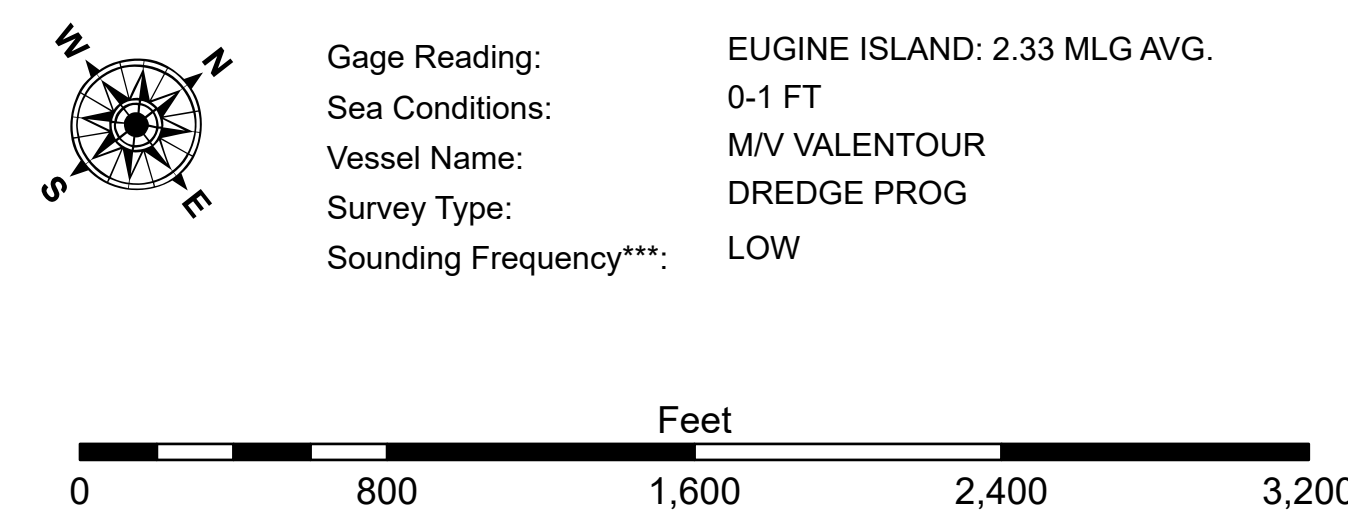 W N
S E
Gage Reading: EUGINE ISLAND: 2.33 MLG AVG.
Sea Conditions: 0-1 FT
Vessel Name: M/V VALENTOUR
Survey Type: DREDGE PROG
Sounding Frequency***: LOW
Feet
0 800 1,600 2,400 3,200